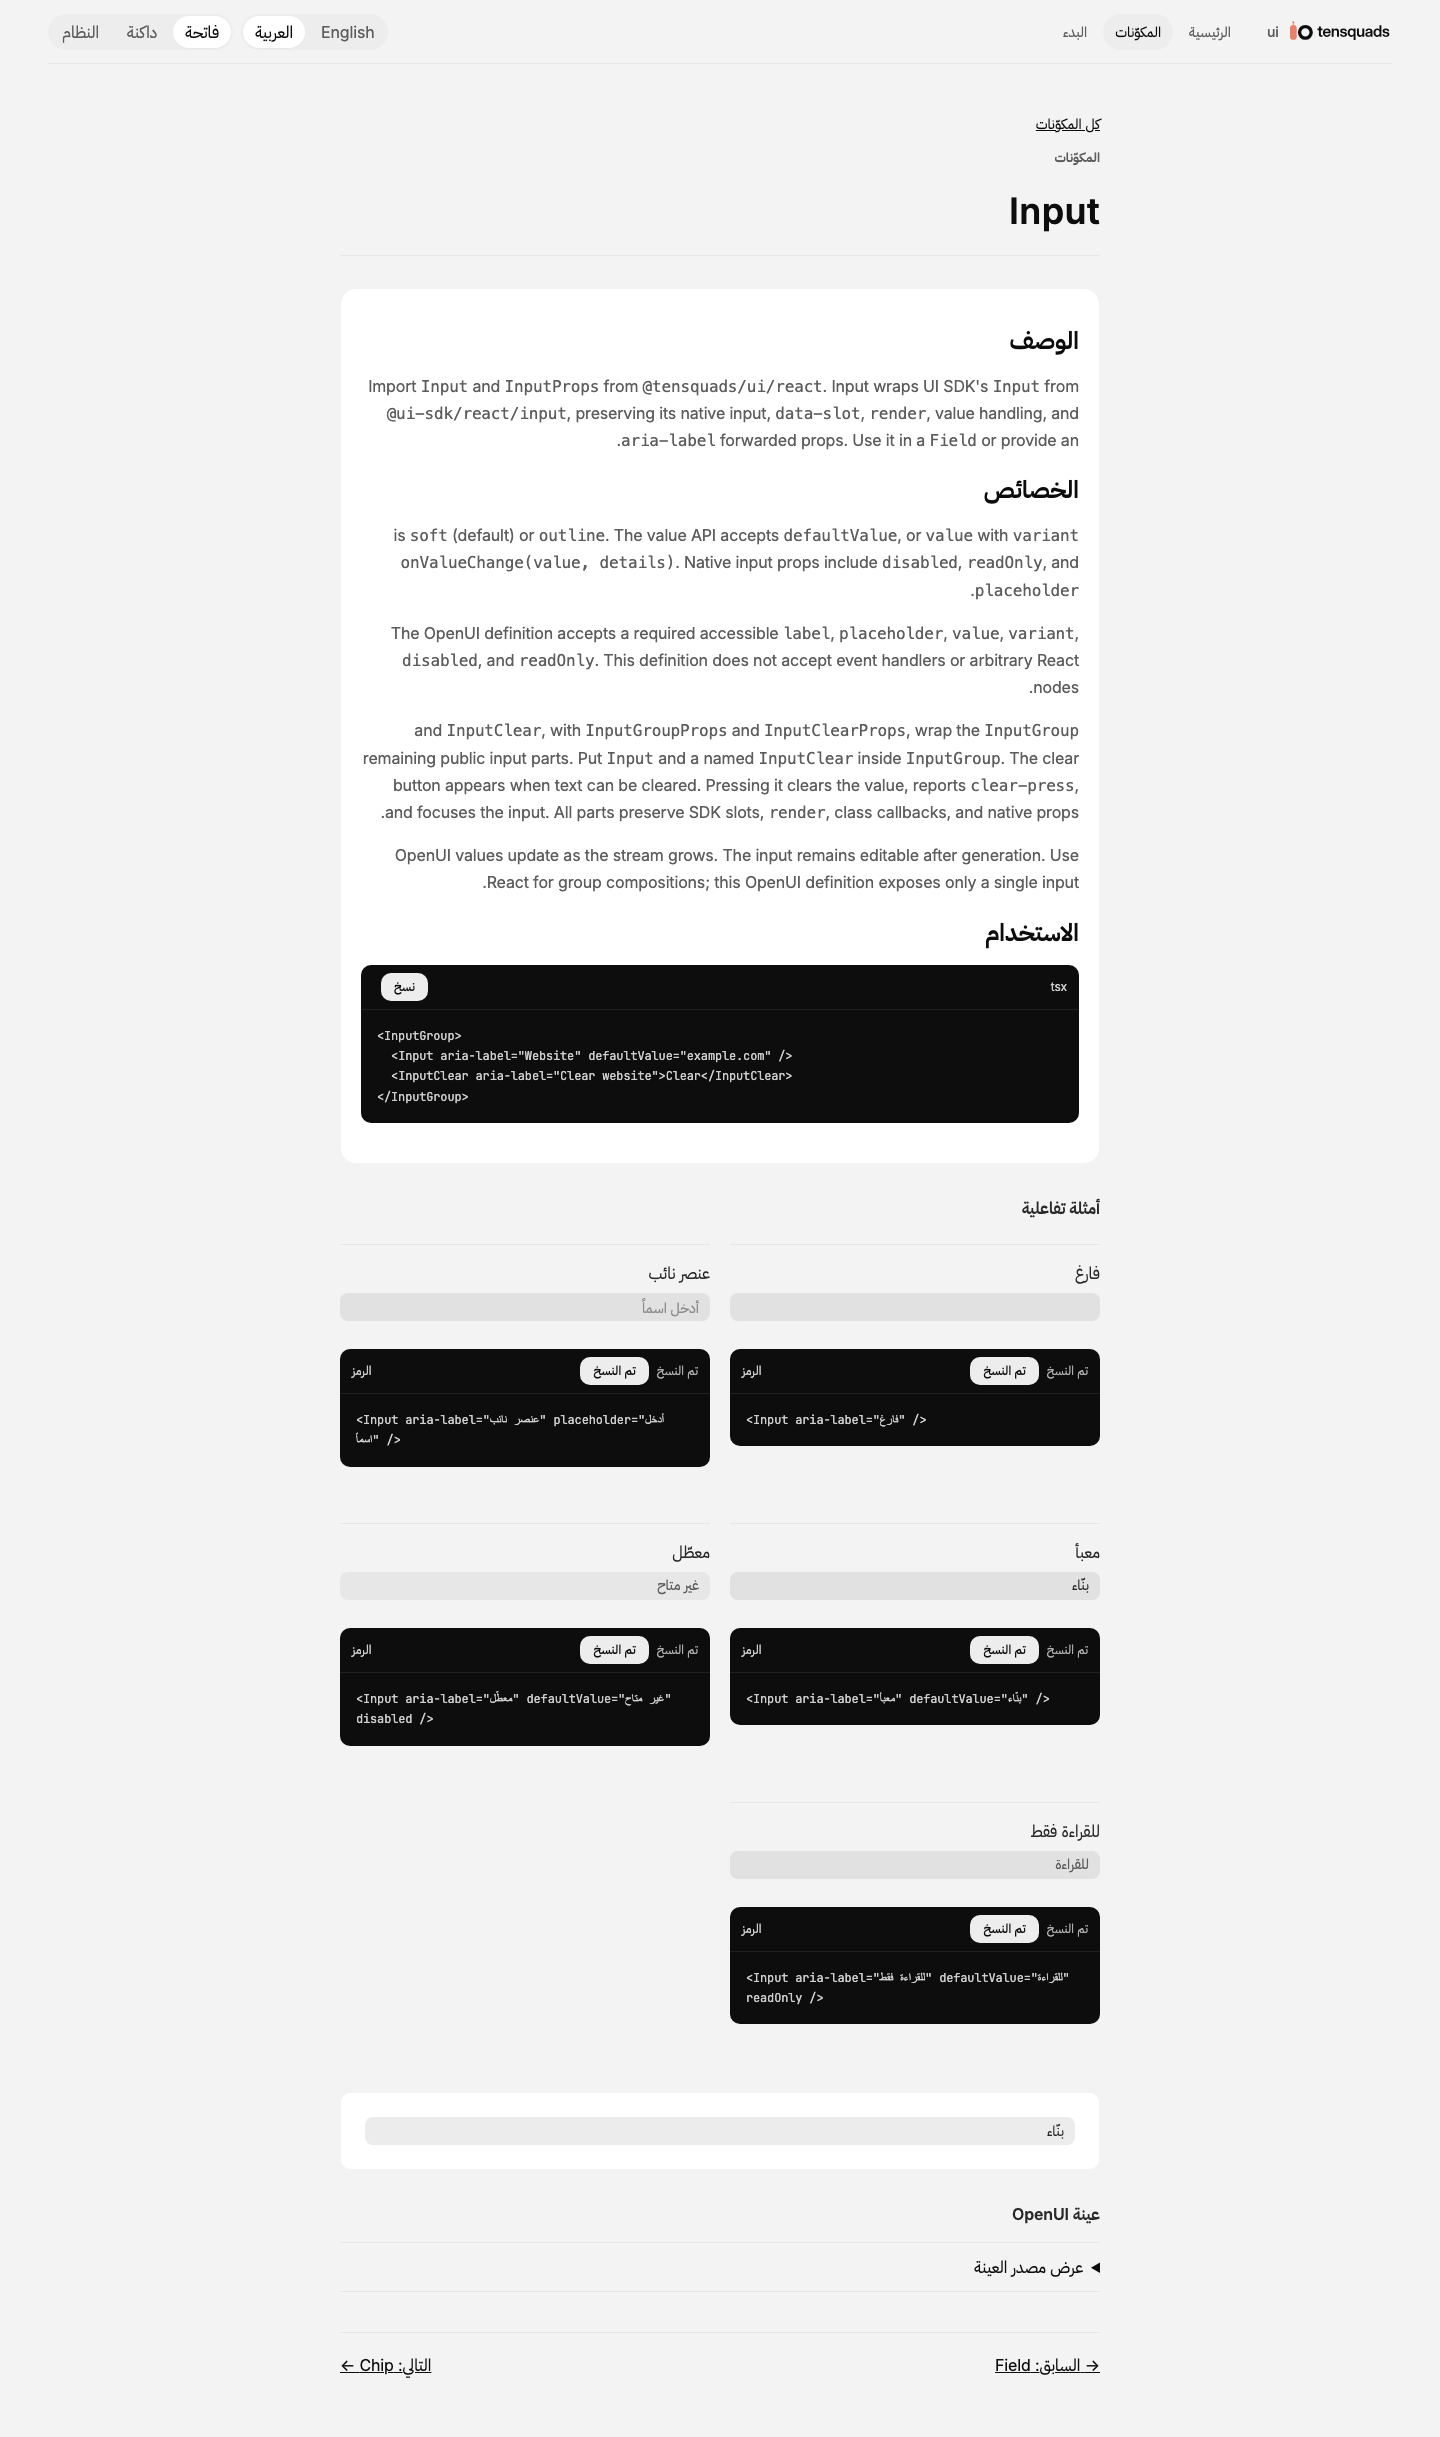 tensquads ui الرئيسية المكوّنات البدء English العربية فاتحة داكنة النظام
كل المكوّنات
المكوّنات
Input
الوصف
Import Input and InputProps from @tensquads/ui/react. Input wraps UI SDK's Input from
@ui-sdk/react/input, preserving its native input, data-slot, render, value handling, and
.aria-label forwarded props. Use it in a Field or provide an
الخصائص
is soft (default) or outline. The value API accepts defaultValue, or value with variant
onValueChange(value, details). Native input props include disabled, readOnly, and
.placeholder
The OpenUI definition accepts a required accessible label, placeholder, value, variant,
disabled, and readOnly. This definition does not accept event handlers or arbitrary React
.nodes
and InputClear, with InputGroupProps and InputClearProps, wrap the InputGroup
remaining public input parts. Put Input and a named InputClear inside InputGroup. The clear
button appears when text can be cleared. Pressing it clears the value, reports clear-press,
.and focuses the input. All parts preserve SDK slots, render, class callbacks, and native props
OpenUI values update as the stream grows. The input remains editable after generation. Use
.React for group compositions; this OpenUI definition exposes only a single input
الاستخدام
tsx نسخ
<InputGroup>
<Input aria-label="Website" defaultValue="example.com" />
<InputClear aria-label="Clear website">Clear</InputClear>
</InputGroup>
أمثلة تفاعلية
فارغ
تم النسخ تم النسخ الرمز
<Input aria-label="فارغ" />
عنصر نائب
أدخل اسماً
تم النسخ تم النسخ الرمز
<Input aria-label="عنصر نائب" placeholder="أدخل
اسماً" />
معبأ
بنّاء
تم النسخ تم النسخ الرمز
<Input aria-label="معبأ" defaultValue="بنّاء" />
معطّل
غير متاح
تم النسخ تم النسخ الرمز
<Input aria-label="معطّل" defaultValue="غير متاح"
disabled />
للقراءة فقط
للقراءة
تم النسخ تم النسخ الرمز
<Input aria-label="للقراءة فقط" defaultValue="للقراءة"
readOnly />
بنّاء
عينة OpenUI
عرض مصدر العينة
→ السابق: Field
التالي: Chip ←